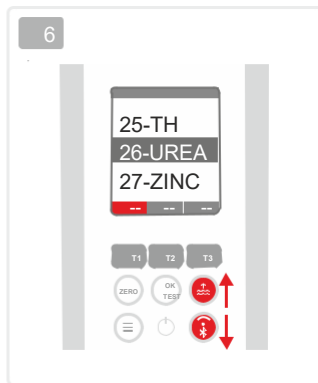 6
25-TH
26-UREA
27-ZINC
-- -- --
T1 T2 T3
ZERO
OK
TEST